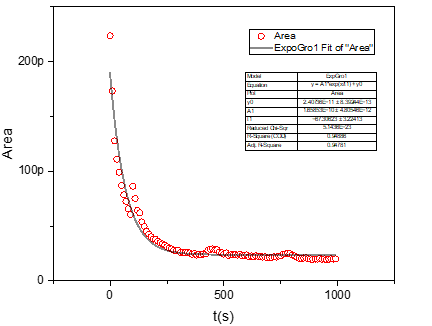 Area
ExpoGro1 Fit of "Area"
Model ExpGro1
Equation y = A1*exp(x/t1) + y0
Plot Area
y0
A1
t1
Reduced Chi-Sqr
R-Square (COD) 0.94886
Adj. R-Square 0.94781
200p
100p
0
Area
0 500 1000
t(s)